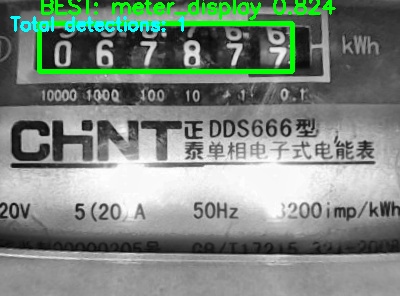 BEST: meter_display 0.824
Total detections: 1
0 6 7 8 7 7 kWh
10000 1000 100 10 1 0.1
CHNT 正泰 DDS666型
单相电子式电能表
20V 5(20)A 50Hz 3200imp/kWh